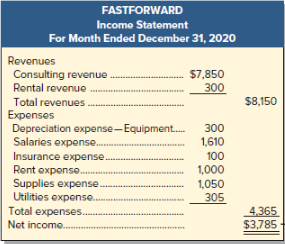 FASTFORWARD
Income Statement
For Month Ended December 31, 2020
Revenues
Consulting revenue ........................... $7,850
Rental revenue ................................. 300
Total revenues ................................. $8,150
Expenses
Depreciation expense—Equipment..... 300
Salaries expense............................... 1,610
Insurance expense............................ 100
Rent expense.................................... 1,000
Supplies expense.............................. 1,050
Utilities expense................................ 305
Total expenses.................................. 4,365
Net income....................................... $3,785